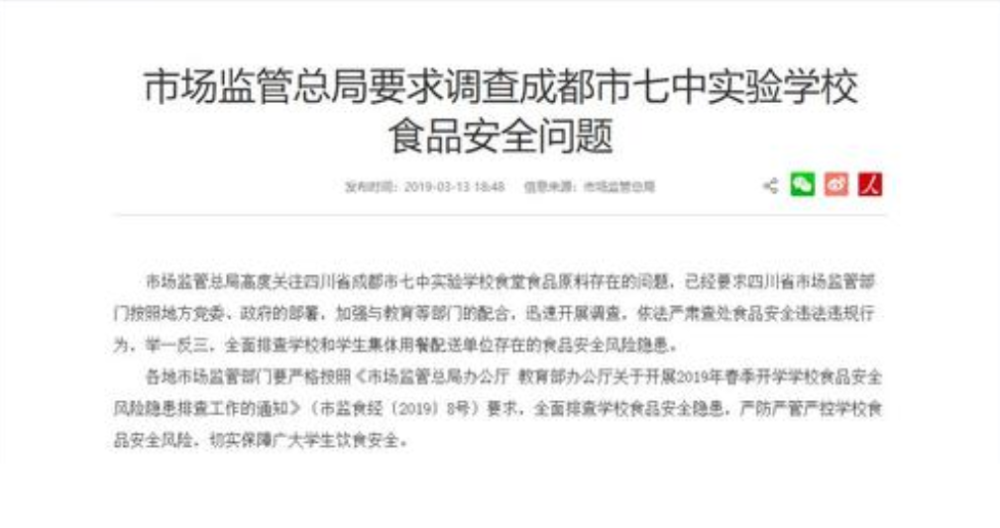 市场监管总局要求调查成都市七中实验学校
食品安全问题
发布时间：2019-03-13 18:48 信息来源：市场监管总局
市场监管总局高度关注四川省成都市七中实验学校食堂食品原料存在的问题，已经要求四川省市场监管部
门按照地方党委、政府的部署，加强与教育等部门的配合，迅速开展调查，依法严肃查处食品安全违法违规行
为，举一反三，全面排查学校和学生集体用餐配送单位存在的食品安全风险隐患。
各地市场监管部门要严格按照《市场监管总局办公厅 教育部办公厅关于开展2019年春季开学学校食品安全
风险隐患排查工作的通知》（市监食经〔2019〕8号）要求，全面排查学校食品安全隐患，严防严管严控学校食
品安全风险，切实保障广大学生饮食安全。